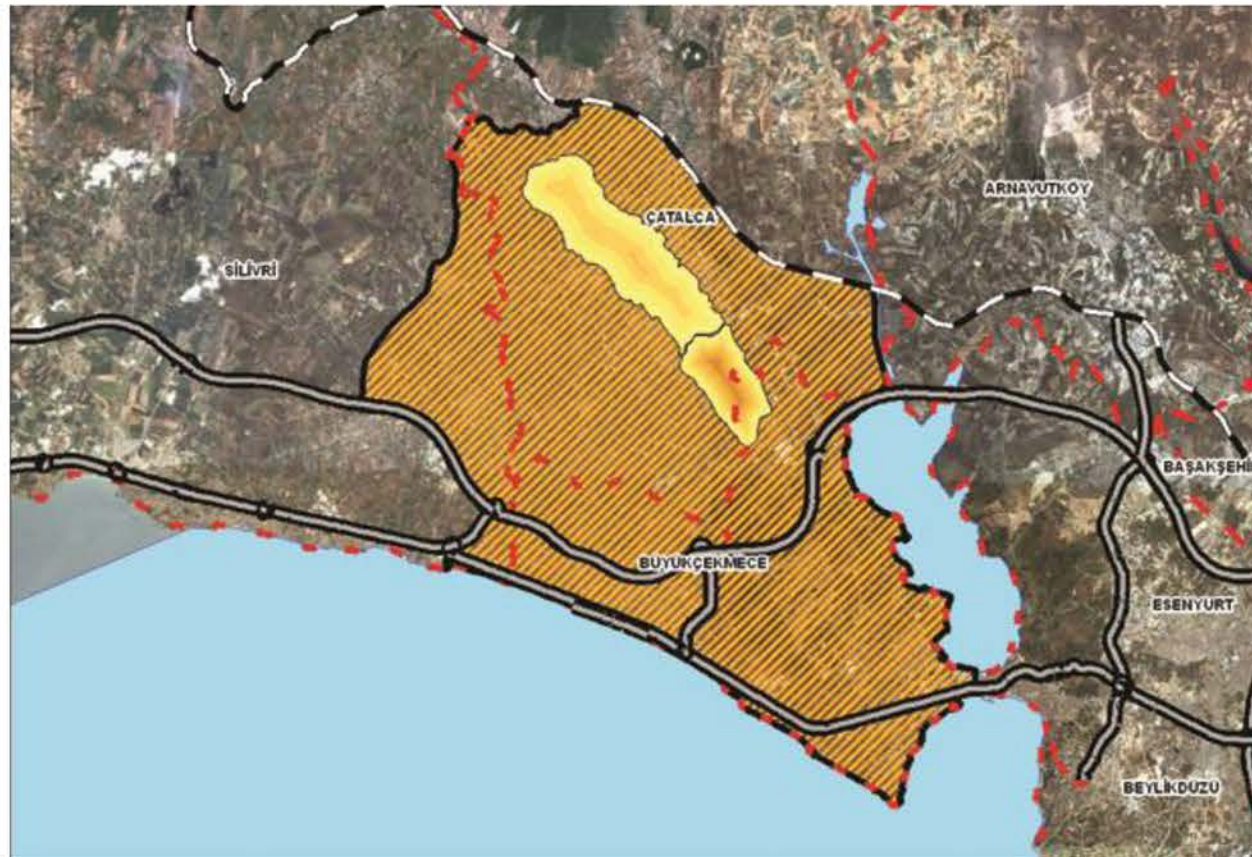 ARNAVUTKÖY
ÇATALCA
SİLİVRİ
BAŞAKŞEHİ
BÜYÜKÇEKMECE
ESENYURT
BEYLİKDÜZÜ